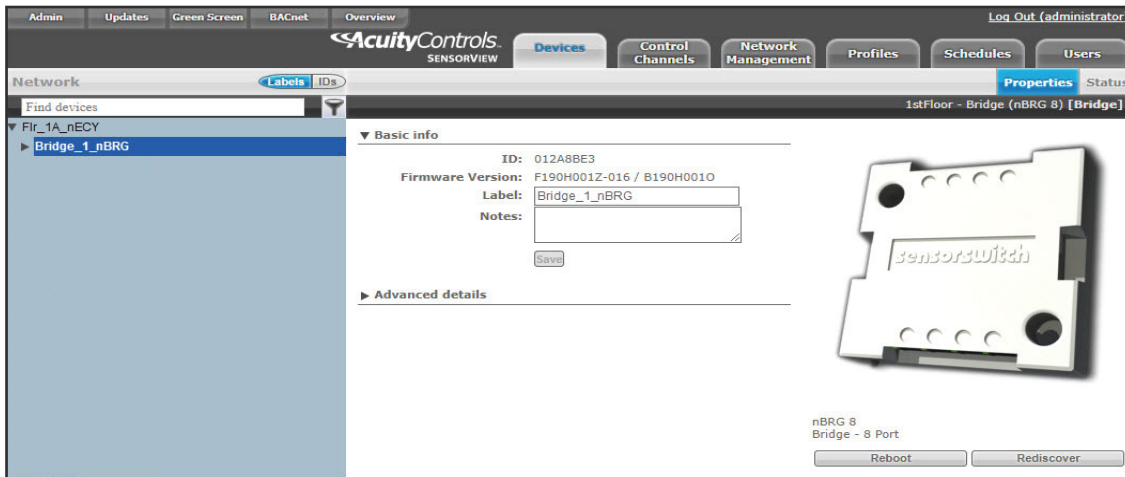 Admin Updates Green Screen BACnet Overview
Log Out (administrator
AcuityControls
SENSORVIEW
Devices
Control Channels
Network Management
Profiles
Schedules
Users
Network
Labels IDs
Properties Status
Find devices
1stFloor - Bridge (nBRG 8) [Bridge]
Flr_1A_nECY
Bridge_1_nBRG
Basic info
ID: 012A8BE3
Firmware Version: F190H001Z-016 / B190H001O
Label: Bridge_1_nBRG
Notes:
Save
Advanced details
sensorswitch
nBRG 8
Bridge - 8 Port
Reboot Rediscover